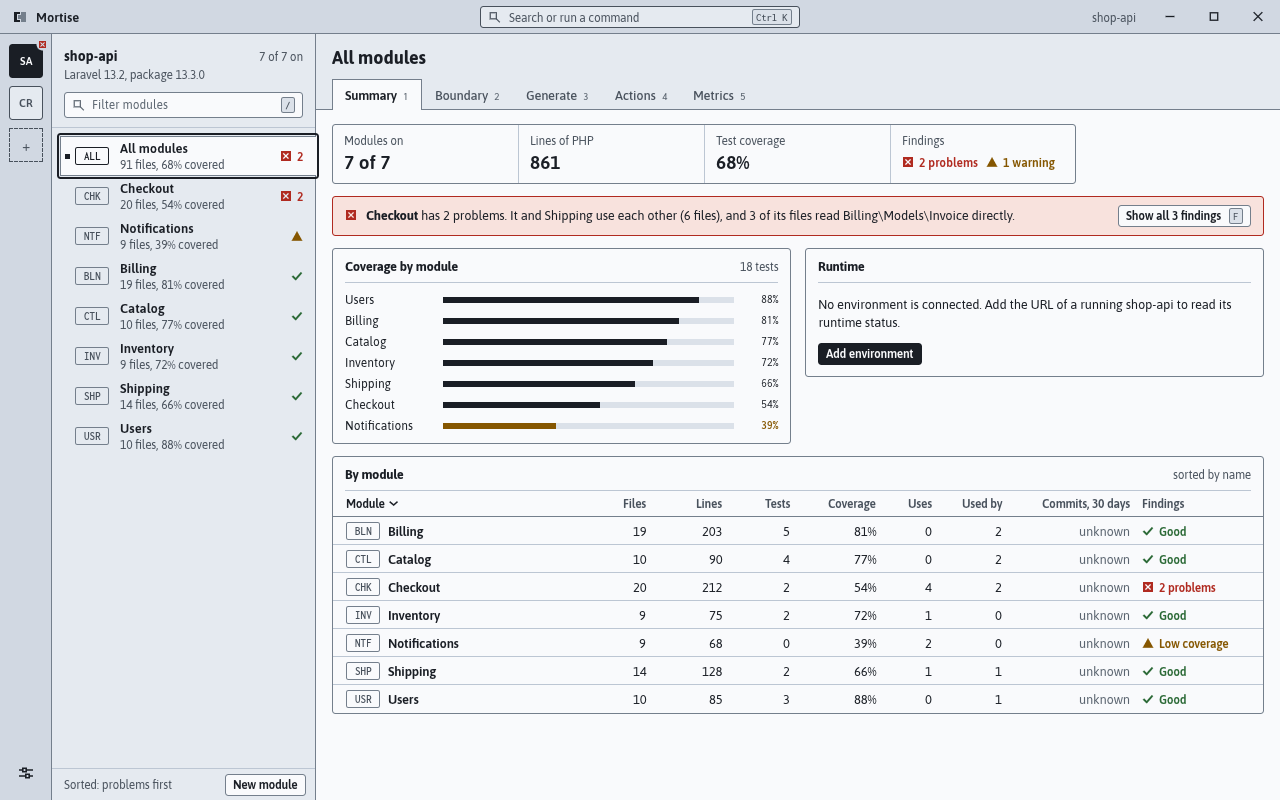 Mortise
Search or run a command
Ctrl K
shop-api
SA
CR
+
shop-api
7 of 7 on
Laravel 13.2, package 13.3.0
Filter modules
/
ALL
All modules
91 files, 68% covered
2
CHK
Checkout
20 files, 54% covered
2
NTF
Notifications
9 files, 39% covered
BLN
Billing
19 files, 81% covered
CTL
Catalog
10 files, 77% covered
INV
Inventory
9 files, 72% covered
SHP
Shipping
14 files, 66% covered
USR
Users
10 files, 88% covered
Sorted: problems first
New module
All modules
Summary 1
Boundary 2
Generate 3
Actions 4
Metrics 5
Modules on
7 of 7
Lines of PHP
861
Test coverage
68%
Findings
2 problems
1 warning
Checkout has 2 problems. It and Shipping use each other (6 files), and 3 of its files read Billing\Models\Invoice directly.
Show all 3 findings F
Coverage by module
18 tests
Users 88%
Billing 81%
Catalog 77%
Inventory 72%
Shipping 66%
Checkout 54%
Notifications 39%
Runtime
No environment is connected. Add the URL of a running shop-api to read its
runtime status.
Add environment
By module
sorted by name
Module Files Lines Tests Coverage Uses Used by Commits, 30 days Findings
BLN Billing 19 203 5 81% 0 2 unknown Good
CTL Catalog 10 90 4 77% 0 2 unknown Good
CHK Checkout 20 212 2 54% 4 2 unknown 2 problems
INV Inventory 9 75 2 72% 1 0 unknown Good
NTF Notifications 9 68 0 39% 2 0 unknown Low coverage
SHP Shipping 14 128 2 66% 1 1 unknown Good
USR Users 10 85 3 88% 0 1 unknown Good